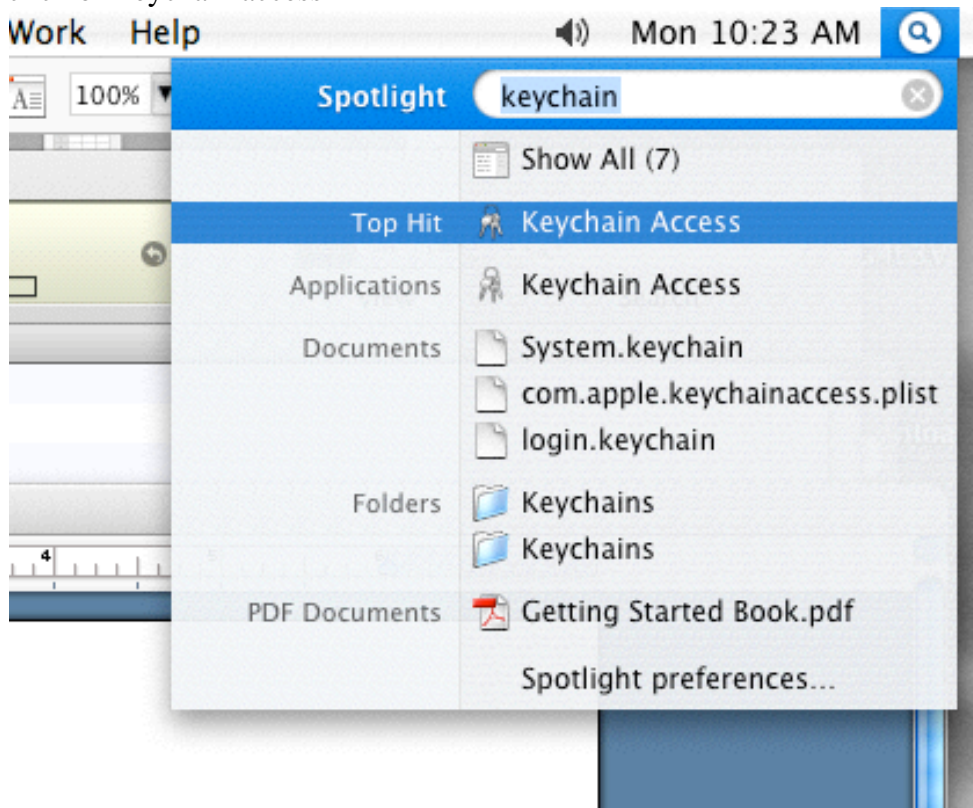 Work Help Mon 10:23 AM
100%
Spotlight keychain
Show All (7)
Top Hit Keychain Access
Applications Keychain Access
Documents System.keychain
com.apple.keychainaccess.plist
login.keychain
Folders Keychains
Keychains
4
PDF Documents Getting Started Book.pdf
Spotlight preferences...